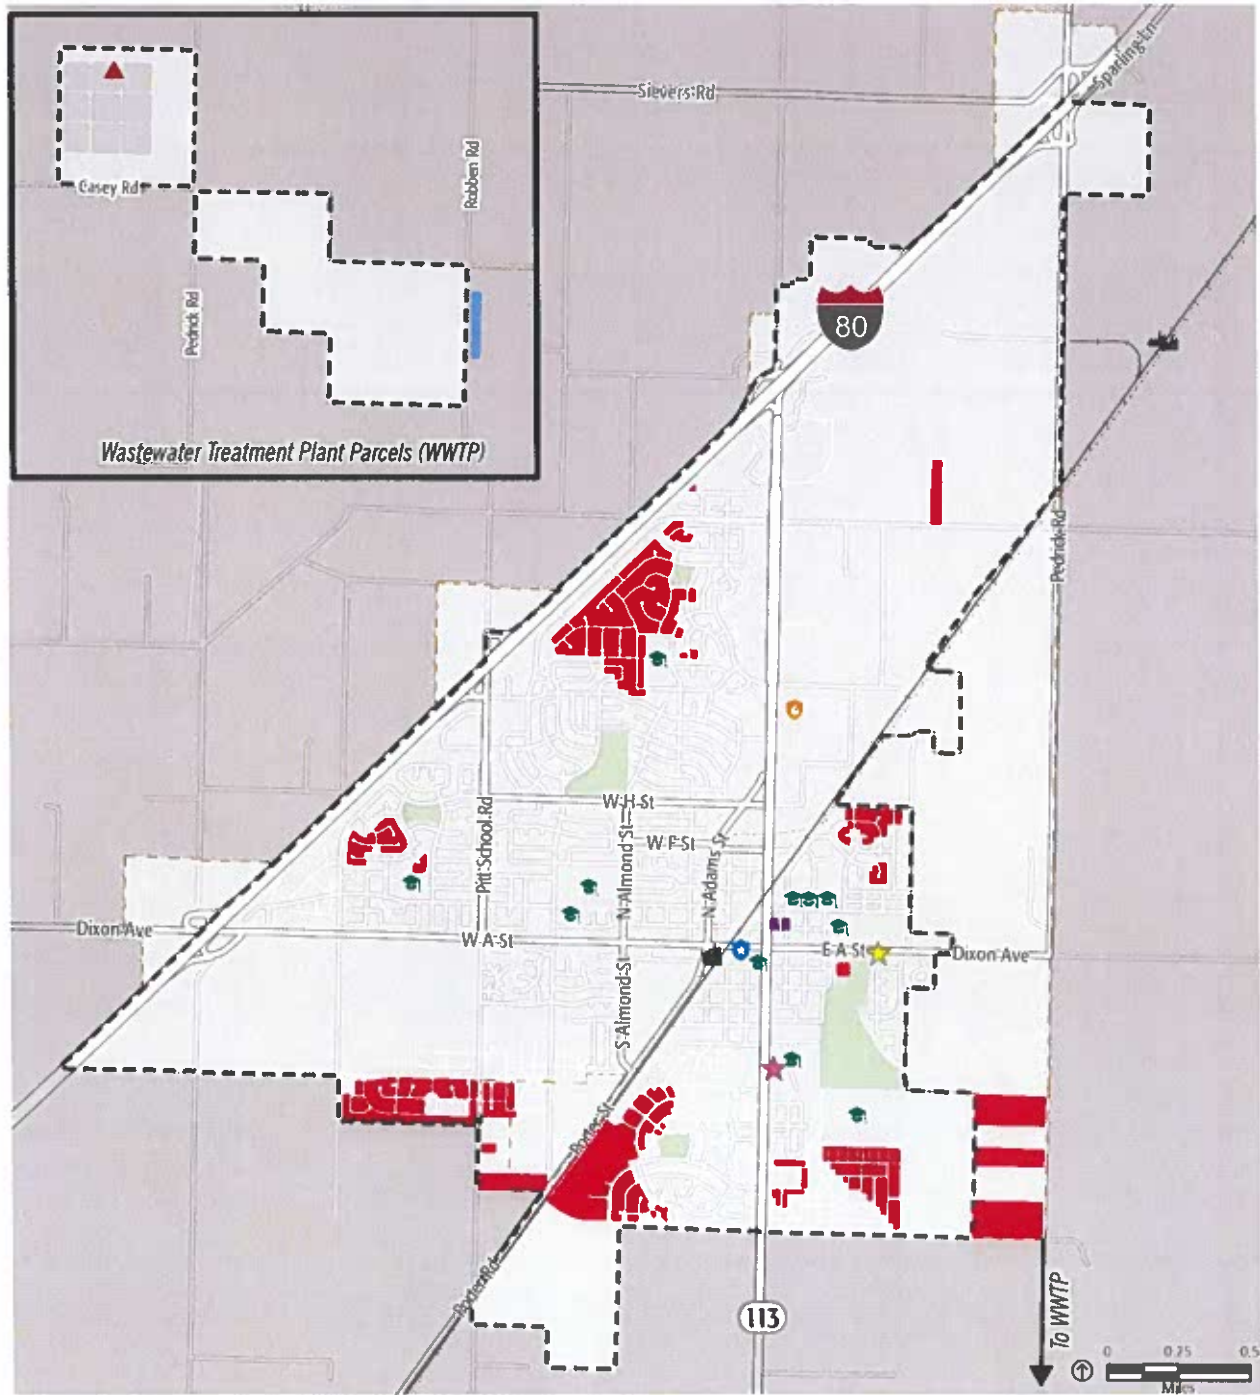 Sievers Rd
Sparling Ln
Casey Rd
Robben Rd
Pedrick Rd
Wastewater Treatment Plant Parcels (WWTP)
80
Pedrick Rd
W H St
W F St
Pitt School Rd
N Almond St
N Adams St
Dixon Ave
W A St
E A St
Dixon Ave
S Almond St
Porter St
Porter Rd
113
To WWTP
0 0.25 0.5
Miles